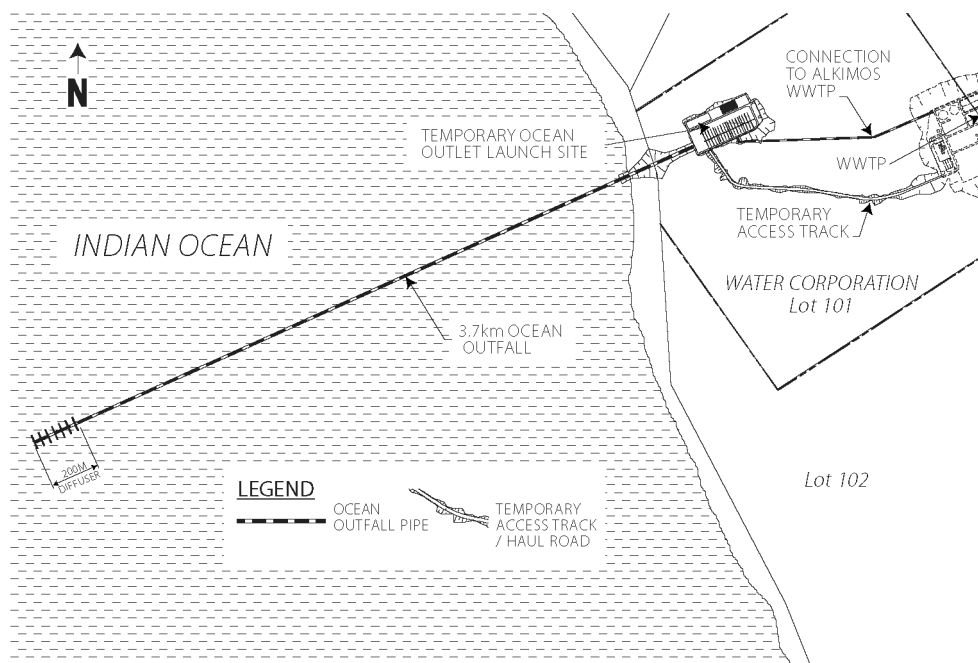 N
CONNECTION
TO ALKIMOS
WWTP
TEMPORARY OCEAN
OUTLET LAUNCH SITE
WWTP
TEMPORARY
ACCESS TRACK
INDIAN OCEAN
WATER CORPORATION
Lot 101
3.7km OCEAN
OUTFALL
200M
DIFFUSER
Lot 102
LEGEND
OCEAN
OUTFALL PIPE
TEMPORARY
ACCESS TRACK
/ HAUL ROAD